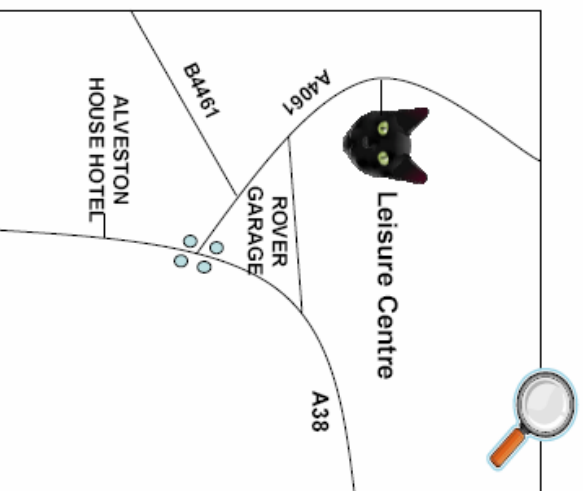 B4461
A4061
ALVESTON
HOUSE HOTEL
ROVER
GARAGE
Leisure Centre
A38